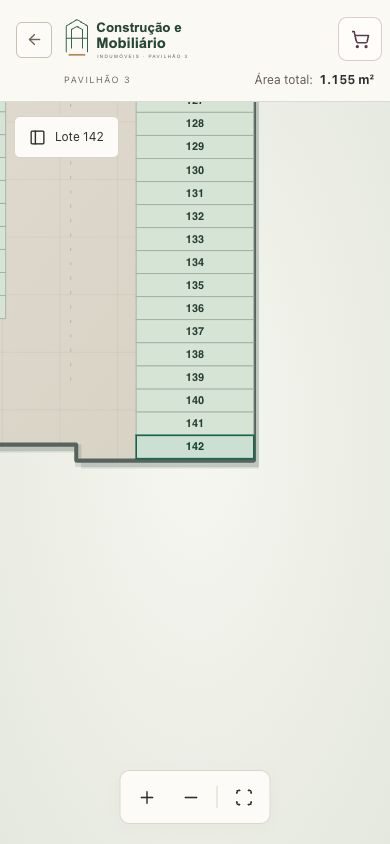 Construção e
Mobiliário
INDUMÓVEIS · PAVILHÃO 3
PAVILHÃO 3
Área total: 1.155 m²
127
128
Lote 142
129
130
131
132
133
134
135
136
137
138
139
140
141
142